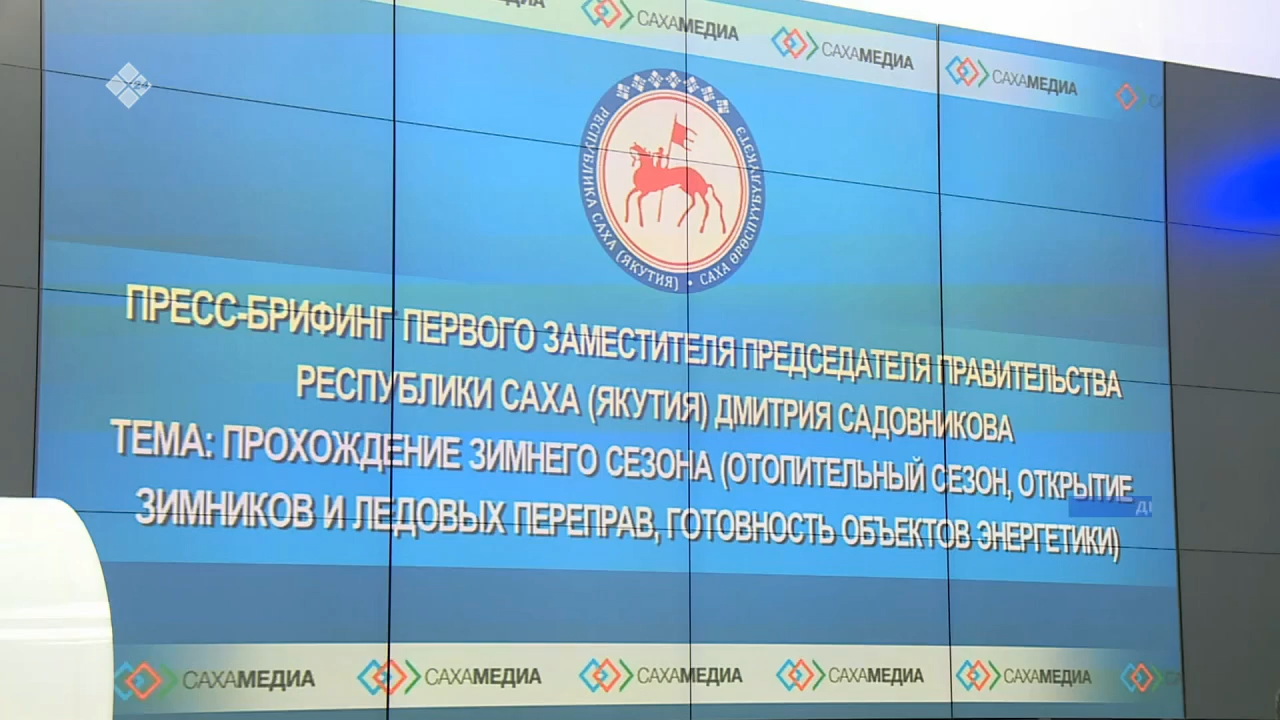 МЕДИА
САХАМЕДИА
САХАМЕДИА
САХАМЕДИА
РЕСПУБЛИКА САХА (ЯКУТИЯ) • САХА ӨРӨСПҮҮБҮЛҮКЭТЭ
ПРЕСС-БРИФИНГ ПЕРВОГО ЗАМЕСТИТЕЛЯ ПРЕДСЕДАТЕЛЯ ПРАВИТЕЛЬСТВА
РЕСПУБЛИКИ САХА (ЯКУТИЯ) ДМИТРИЯ САДОВНИКОВА
ТЕМА: ПРОХОЖДЕНИЕ ЗИМНЕГО СЕЗОНА (ОТОПИТЕЛЬНЫЙ СЕЗОН, ОТКРЫТИЕ
ЗИМНИКОВ И ЛЕДОВЫХ ПЕРЕПРАВ, ГОТОВНОСТЬ ОБЪЕКТОВ ЭНЕРГЕТИКИ)
САХАМЕДИА
САХАМЕДИА
САХАМЕДИА
САХАМЕДИА
САХАМЕДИА